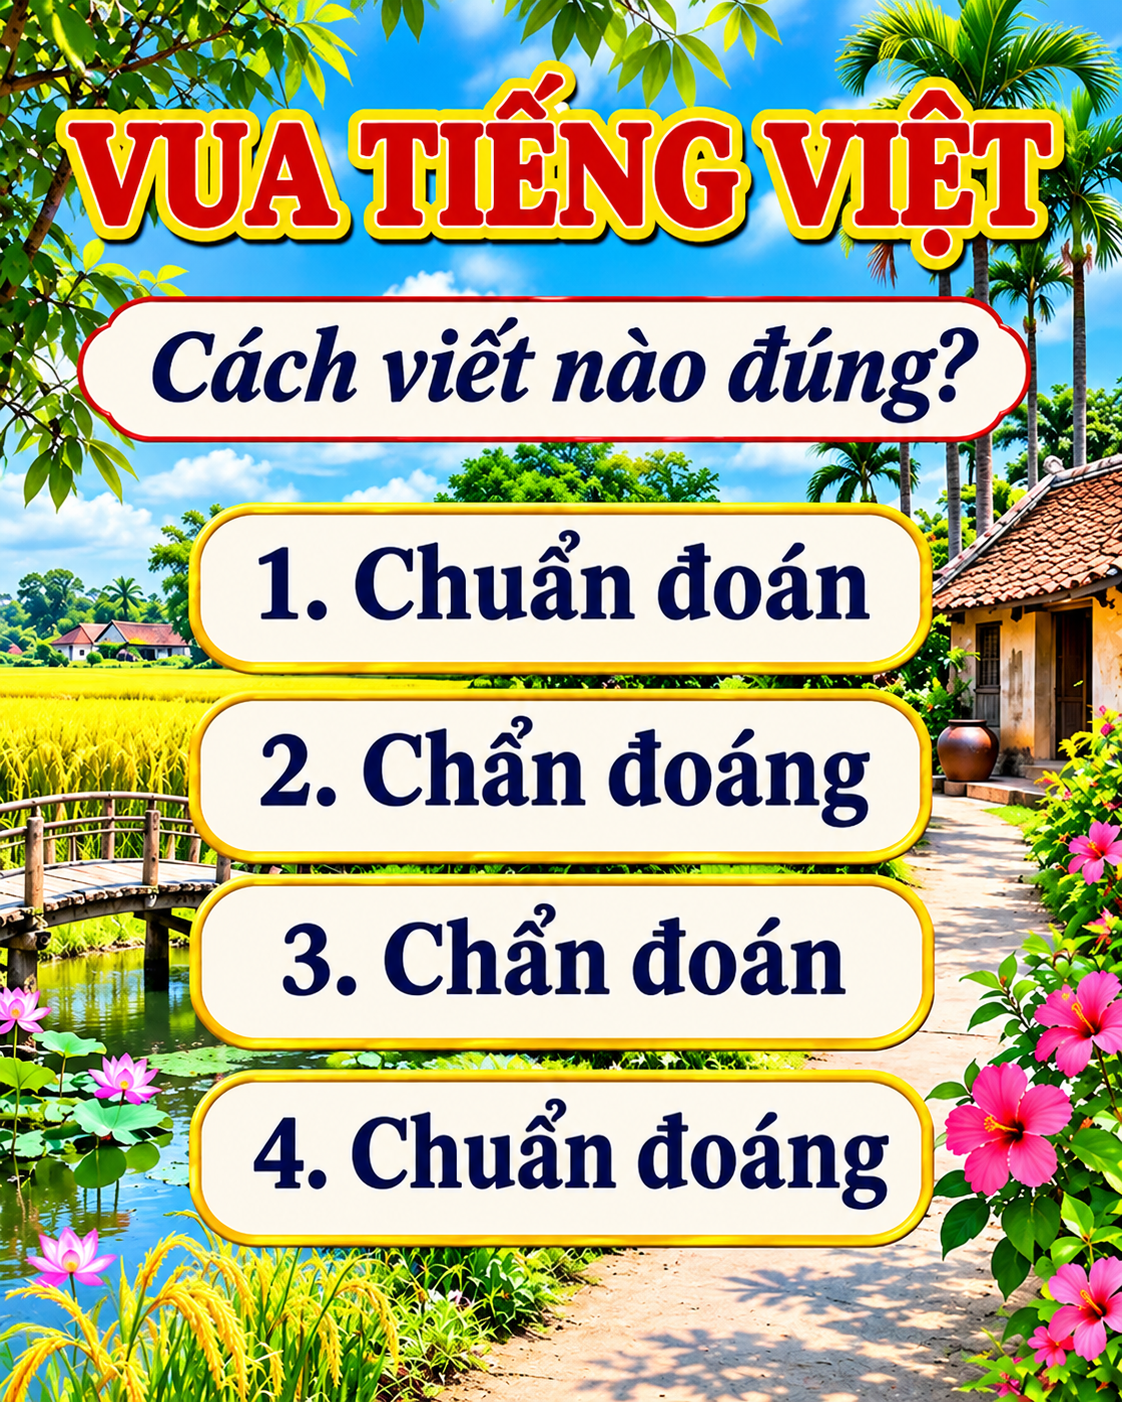 VUA TIẾNG VIỆT
Cách viết nào đúng?
1. Chuẩn đoán
2. Chẩn đoáng
3. Chẩn đoán
4. Chuẩn đoáng